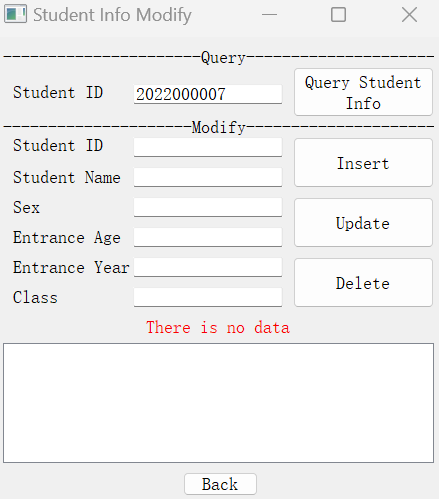 Student Info Modify
Query
Student ID 2022000007 Query Student Info
Modify
Student ID
Student Name
Insert
Sex
Entrance Age
Update
Entrance Year
Class
Delete
There is no data
Back